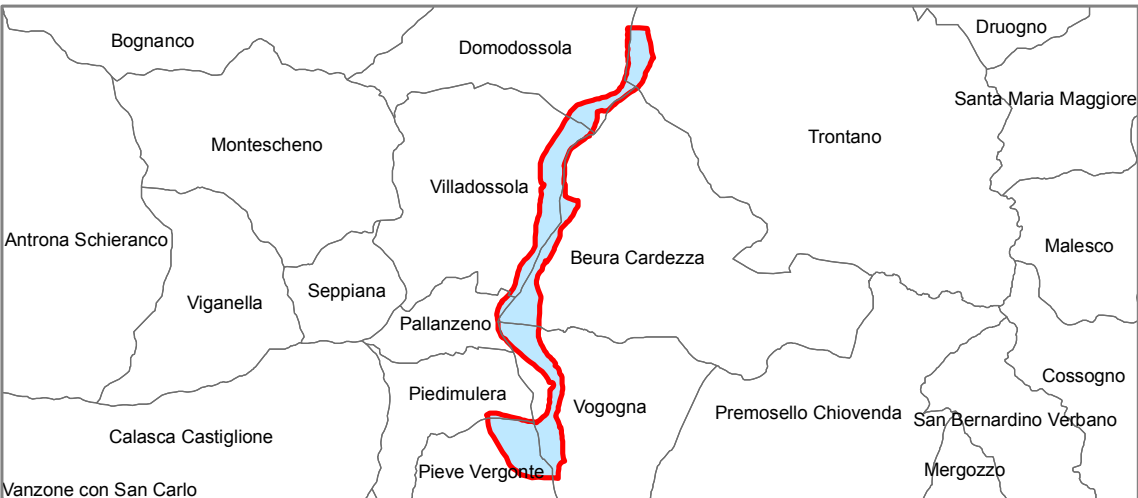 Druogno
Bognanco
Domodossola
Santa Maria Maggiore
Trontano
Montescheno
Villadossola
Antrona Schieranco
Malesco
Beura Cardezza
Seppiana
Viganella
Pallanzeno
Cossogno
Piedimulera
Vogogna
Premosello Chiovenda
San Bernardino Verbano
Calasca Castiglione
Mergozzo
Pieve Vergonte
Vanzone con San Carlo